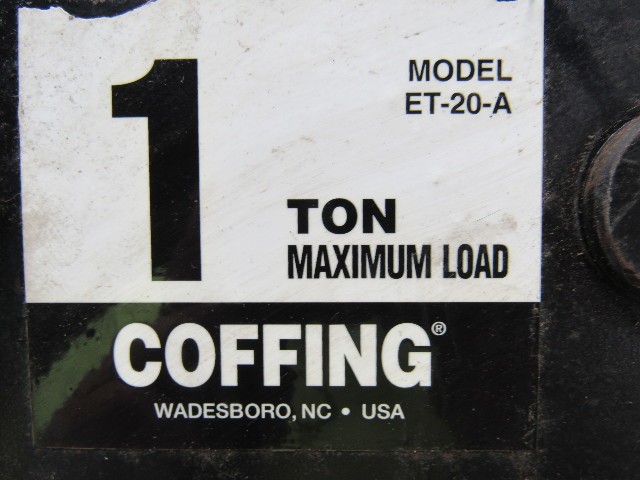 1
MODEL
ET-20-A
TON
MAXIMUM LOAD
COFFING®
WADESBORO, NC • USA